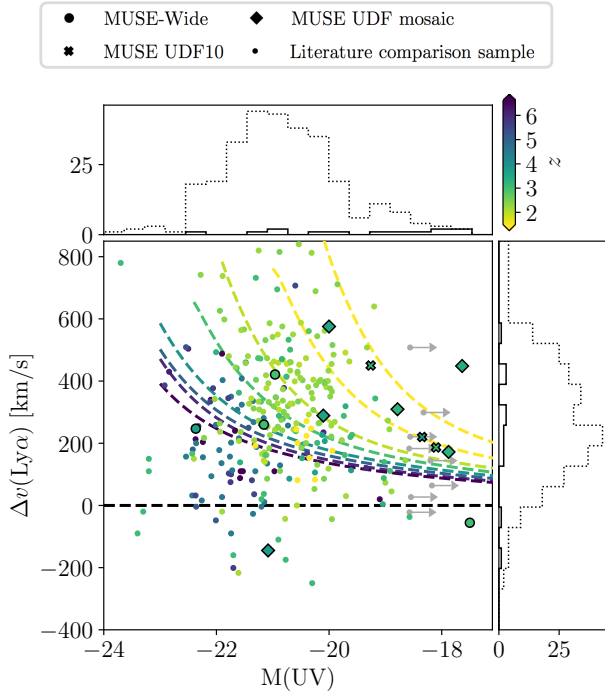 MUSE-Wide
MUSE UDF mosaic
MUSE UDF10
Literature comparison sample
25
0
6
5
4
3
2
z
800
600
400
200
0
−200
−400
Δv(Lyα) [km/s]
−24
−22
−20
−18
M(UV)
0
25